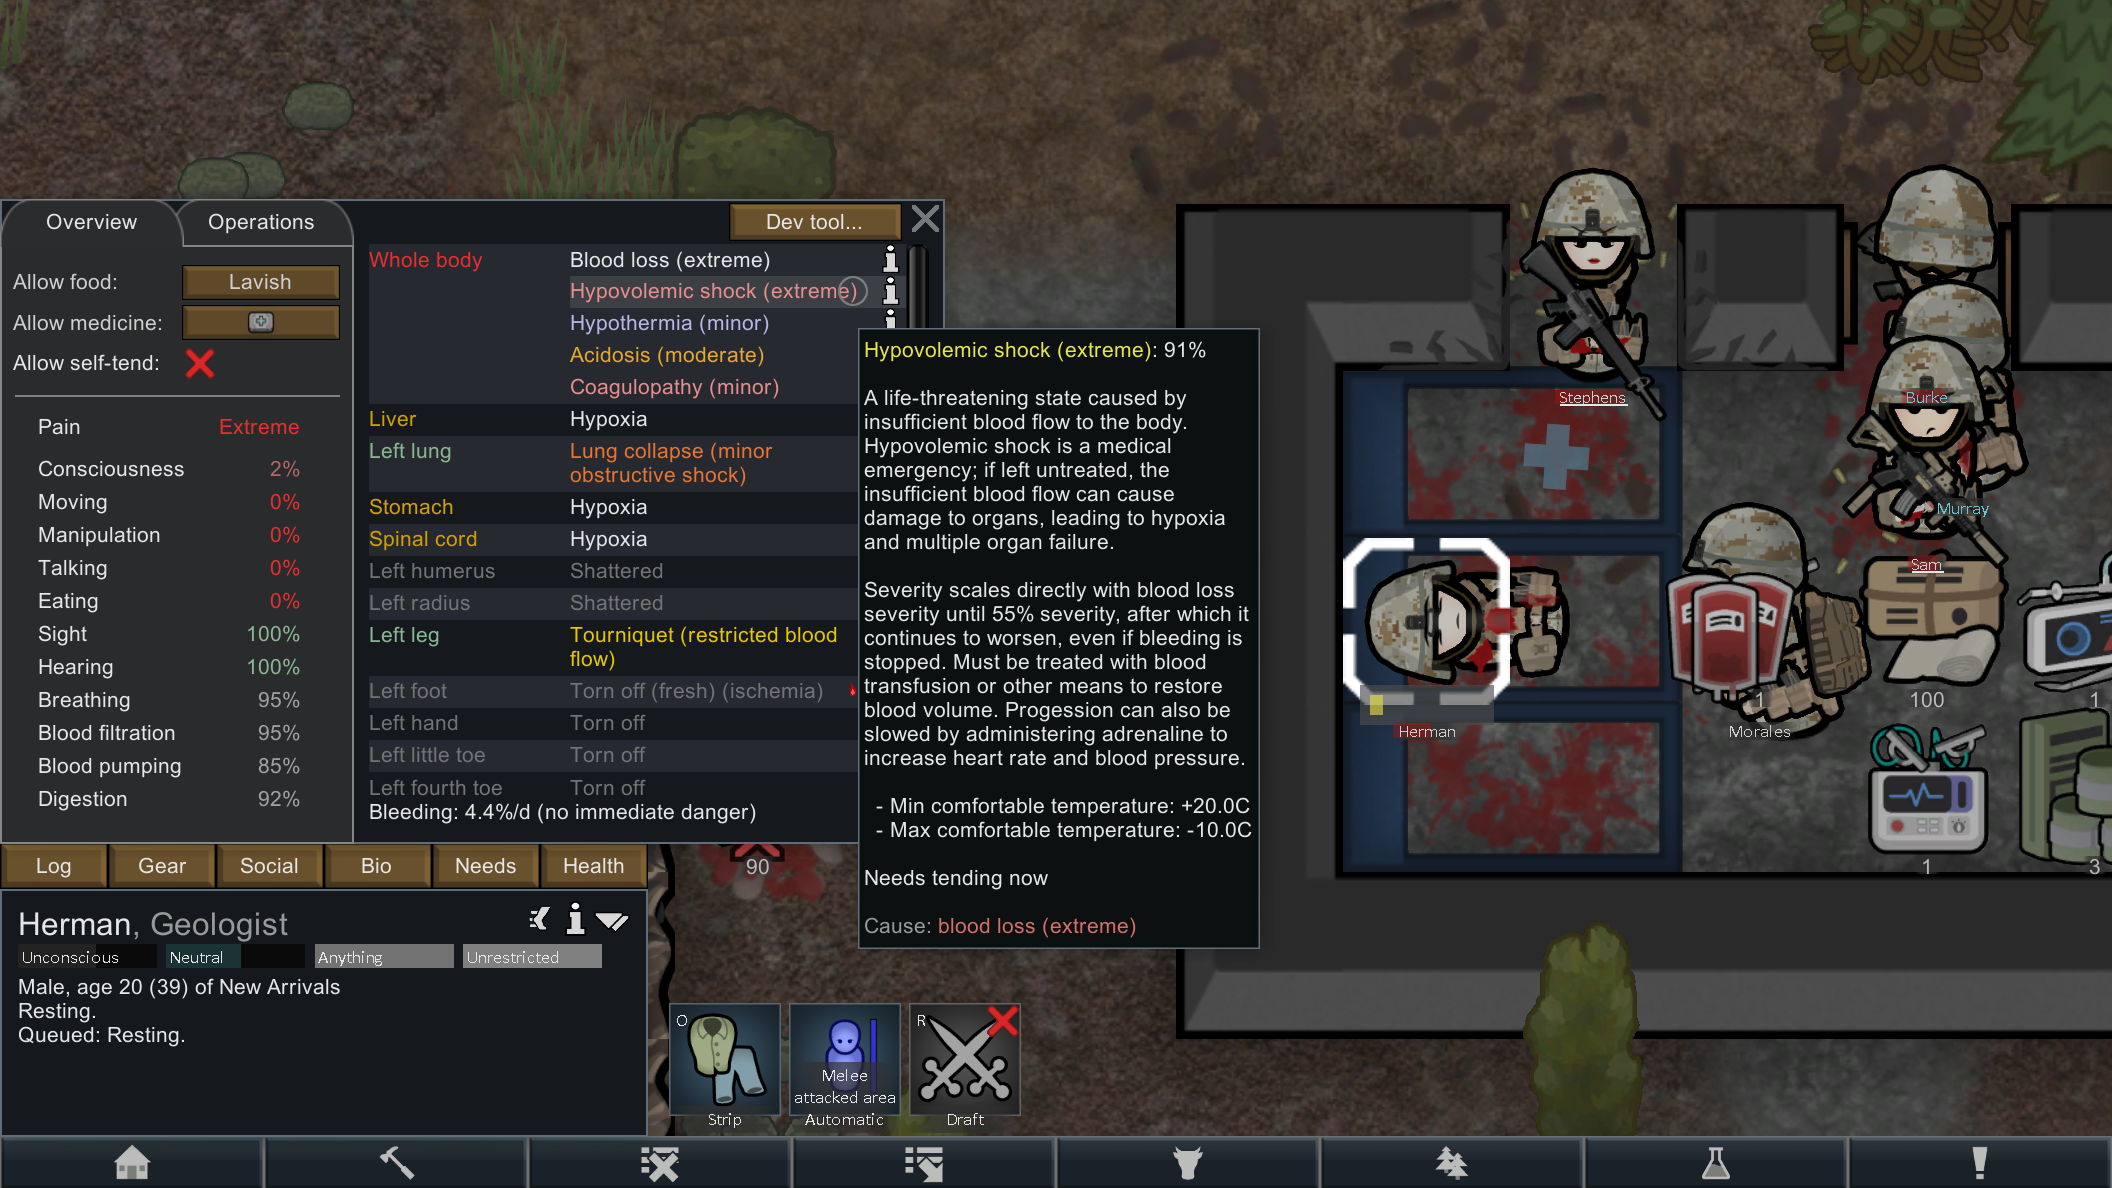 Overview
Operations
Dev tool...
Allow food:
Lavish
Allow medicine:
Allow self-tend:
Pain
Extreme
Consciousness
2%
Moving
0%
Manipulation
0%
Talking
0%
Eating
0%
Sight
100%
Hearing
100%
Breathing
95%
Blood filtration
95%
Blood pumping
85%
Digestion
92%
Whole body
Blood loss (extreme)
Hypovolemic shock (extreme)
Hypothermia (minor)
Acidosis (moderate)
Coagulopathy (minor)
Liver
Hypoxia
Left lung
Lung collapse (minor
obstructive shock)
Stomach
Hypoxia
Spinal cord
Hypoxia
Left humerus
Shattered
Left radius
Shattered
Left leg
Tourniquet (restricted blood
flow)
Left foot
Torn off (fresh) (ischemia)
Left hand
Torn off
Left little toe
Torn off
Left fourth toe
Torn off
Bleeding: 4.4%/d (no immediate danger)
Hypovolemic shock (extreme): 91%
A life-threatening state caused by
insufficient blood flow to the body.
Hypovolemic shock is a medical
emergency; if left untreated, the
insufficient blood flow can cause
damage to organs, leading to hypoxia
and multiple organ failure.
Severity scales directly with blood loss
severity until 55% severity, after which it
continues to worsen, even if bleeding is
stopped. Must be treated with blood
transfusion or other means to restore
blood volume. Progession can also be
slowed by administering adrenaline to
increase heart rate and blood pressure.
- Min comfortable temperature: +20.0C
- Max comfortable temperature: -10.0C
Needs tending now
Cause: blood loss (extreme)
Stephens
Burke
Murray
Sam
Herman
Morales
1
100
1
1
3
90
Log
Gear
Social
Bio
Needs
Health
Herman, Geologist
Unconscious
Neutral
Anything
Unrestricted
Male, age 20 (39) of New Arrivals
Resting.
Queued: Resting.
O
Strip
Melee
attacked area
Automatic
R
Draft